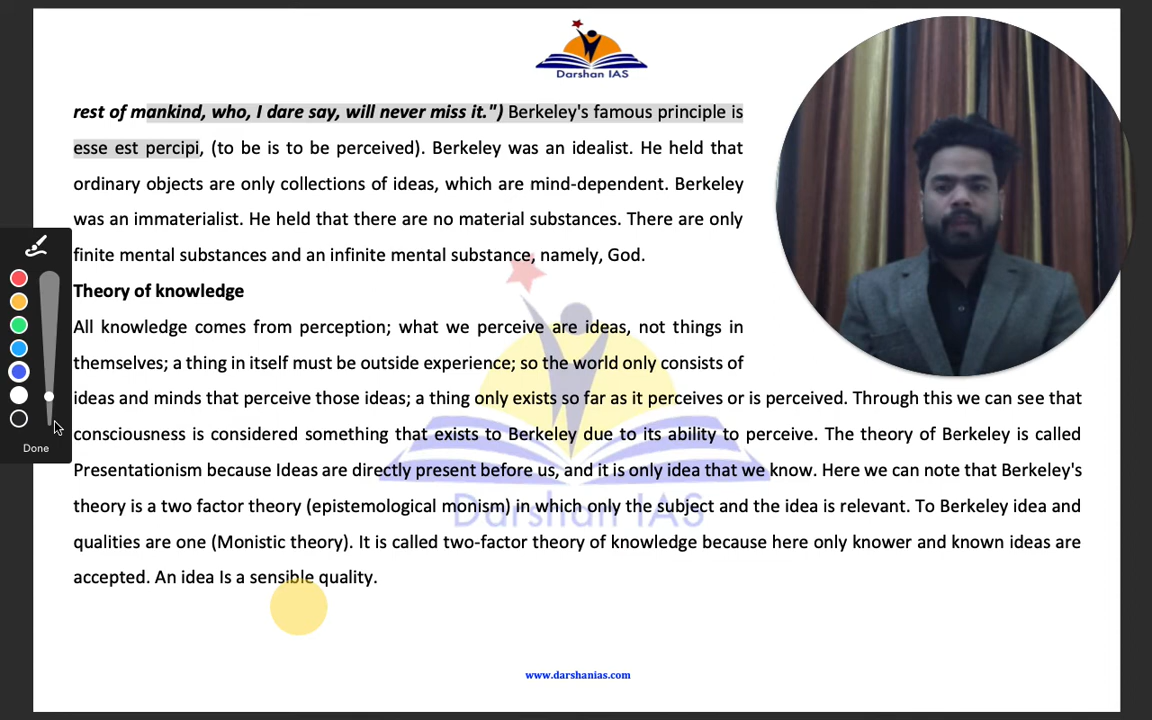 Darshan IAS
rest of mankind, who, I dare say, will never miss it.") Berkeley's famous principle is
esse est percipi, (to be is to be perceived). Berkeley was an idealist. He held that
ordinary objects are only collections of ideas, which are mind-dependent. Berkeley
was an immaterialist. He held that there are no material substances. There are only
finite mental substances and an infinite mental substance, namely, God.
Theory of knowledge
All knowledge comes from perception; what we perceive are ideas, not things in
themselves; a thing in itself must be outside experience; so the world only consists of
ideas and minds that perceive those ideas; a thing only exists so far as it perceives or is perceived. Through this we can see that
consciousness is considered something that exists to Berkeley due to its ability to perceive. The theory of Berkeley is called
Presentationism because Ideas are directly present before us, and it is only idea that we know. Here we can note that Berkeley's
theory is a two factor theory (epistemological monism) in which only the subject and the idea is relevant. To Berkeley idea and
qualities are one (Monistic theory). It is called two-factor theory of knowledge because here only knower and known ideas are
accepted. An idea Is a sensible quality.
Darshan IAS
www.darshanias.com
Done